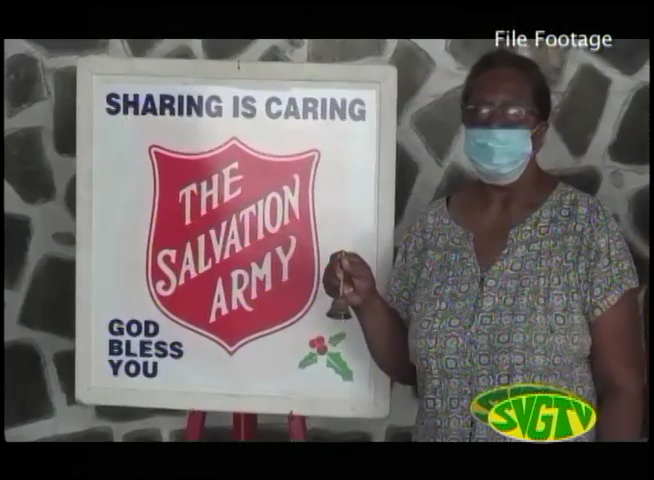 File Footage
SHARING IS CARING
THE
SALVATION
ARMY
GOD
BLESS
YOU
SVGTV